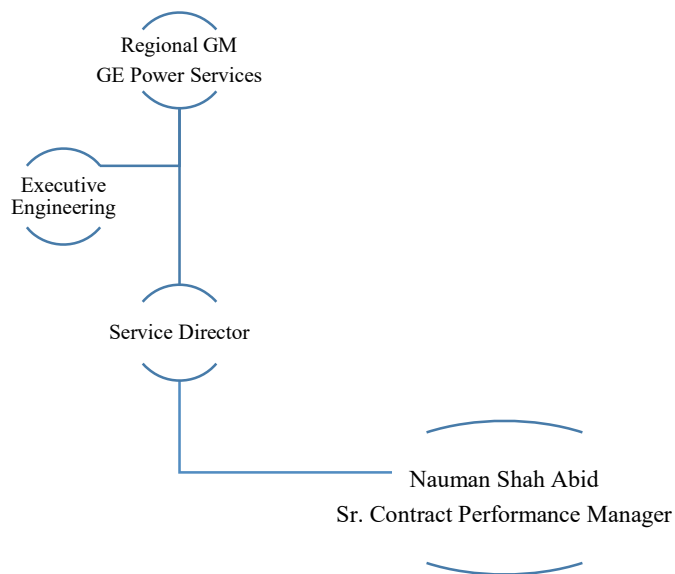 Regional GM
GE Power Services
Executive
Engineering
Service Director
Nauman Shah Abid
Sr. Contract Performance Manager